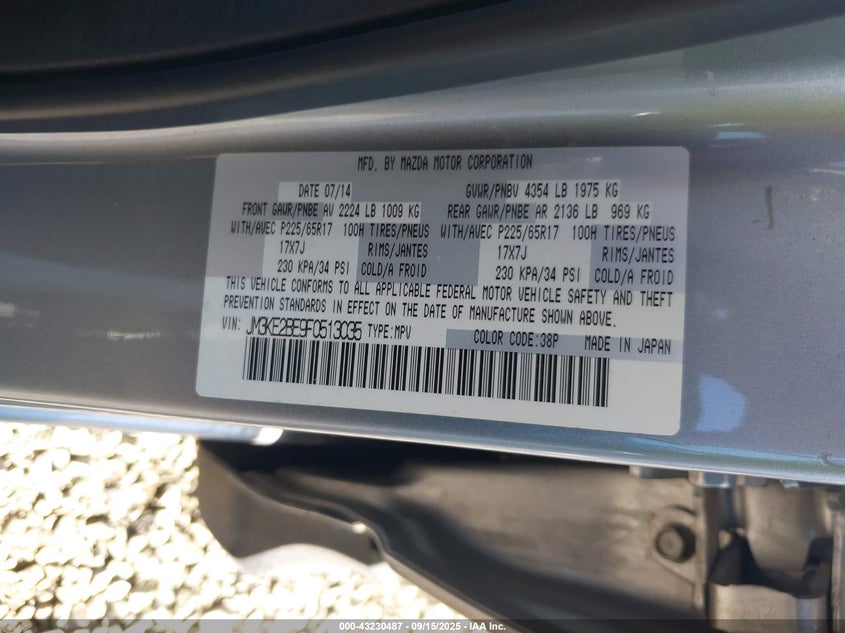 MFD. BY MAZDA MOTOR CORPORATION
DATE 07/14 GVWR/PNBV 4354 LB 1975 KG
FRONT GAWR/PNBE AV 2224 LB 1009 KG REAR GAWR/PNBE AR 2136 LB 969 KG
WITH/AVEC P225/65R17 100H TIRES/PNEUS WITH/AVEC P225/65R17 100H TIRES/PNEUS
17X7J RIMS/JANTES 17X7J RIMS/JANTES
230 KPA/34 PSI COLD/A FROID 230 KPA/34 PSI COLD/A FROID
THIS VEHICLE CONFORMS TO ALL APPLICABLE FEDERAL MOTOR VEHICLE SAFETY AND THEFT
PREVENTION STANDARDS IN EFFECT ON THE DATE OF MANUFACTURE SHOWN ABOVE.
VIN: JM3KE2BE9F0513035 TYPE:MPV COLOR CODE:38P MADE IN JAPAN
000-43230487 - 09/15/2025 - IAA Inc.